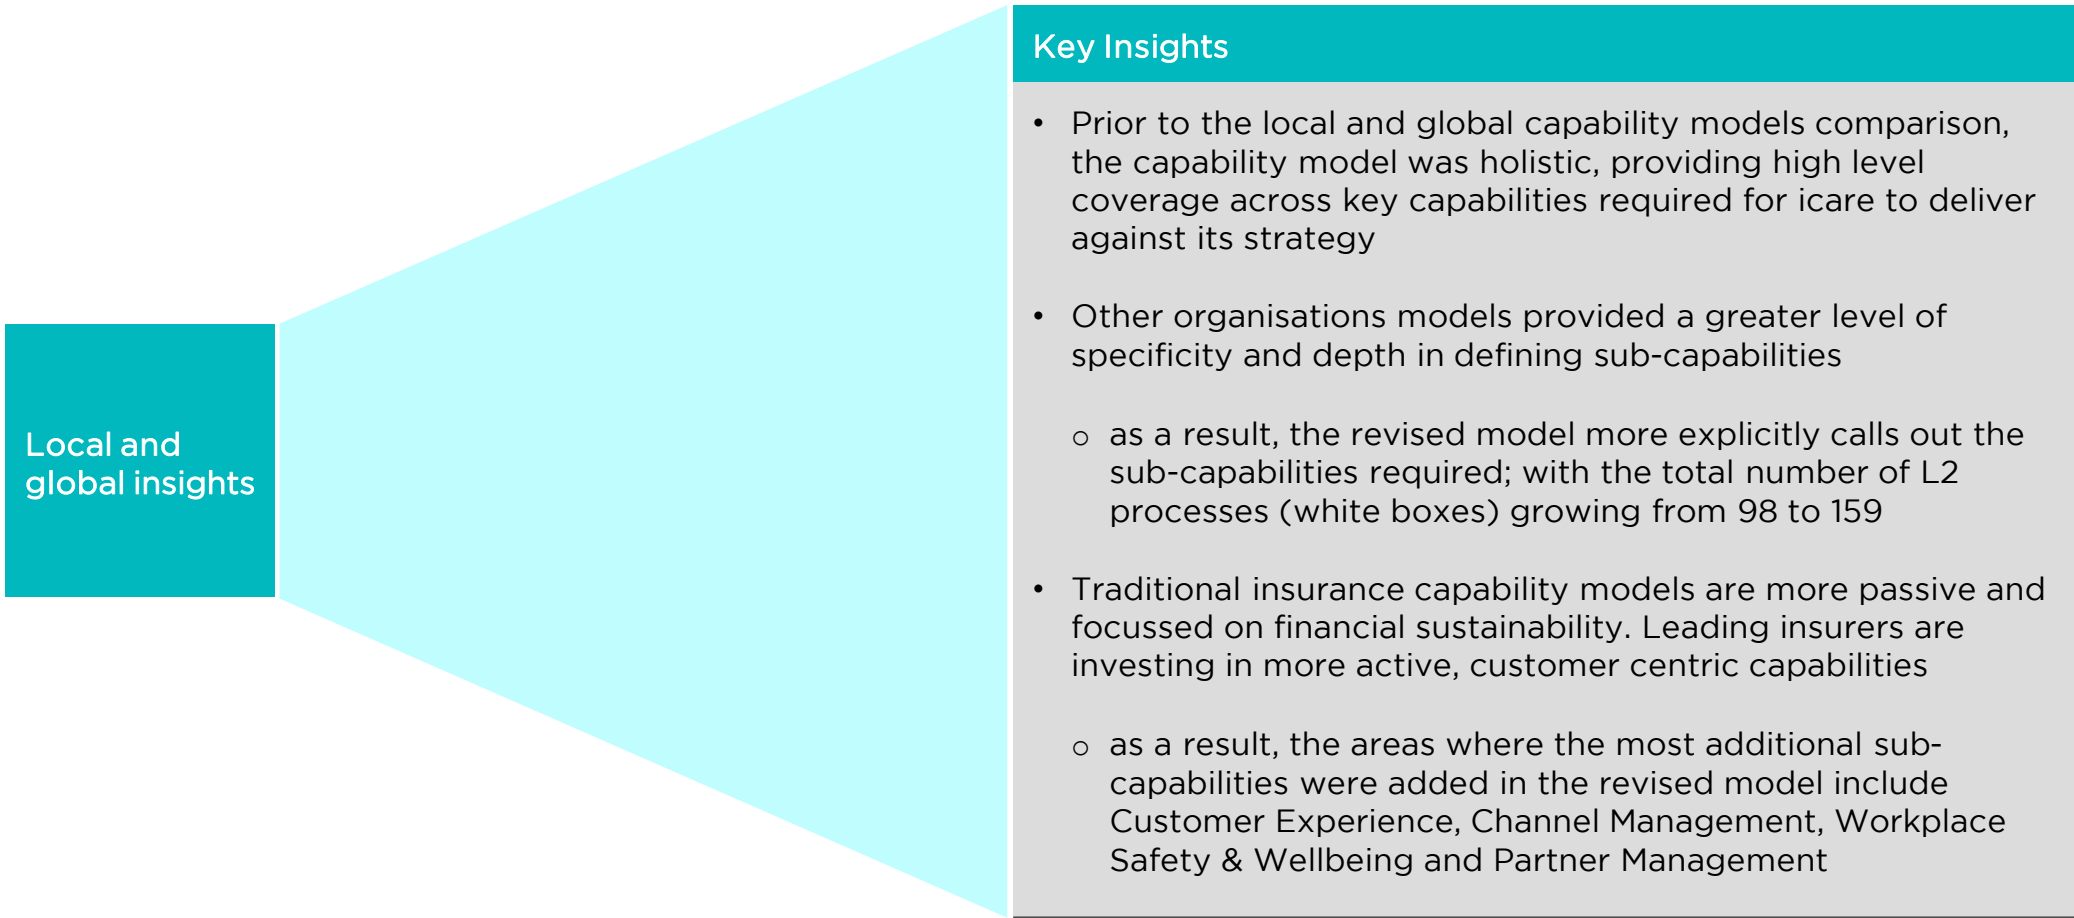 Local and
global insights
Key Insights
• Prior to the local and global capability models comparison,
the capability model was holistic, providing high level
coverage across key capabilities required for icare to deliver
against its strategy
• Other organisations models provided a greater level of
specificity and depth in defining sub-capabilities
o as a result, the revised model more explicitly calls out the
sub-capabilities required; with the total number of L2
processes (white boxes) growing from 98 to 159
• Traditional insurance capability models are more passive and
focussed on financial sustainability. Leading insurers are
investing in more active, customer centric capabilities
o as a result, the areas where the most additional sub-
capabilities were added in the revised model include
Customer Experience, Channel Management, Workplace
Safety & Wellbeing and Partner Management